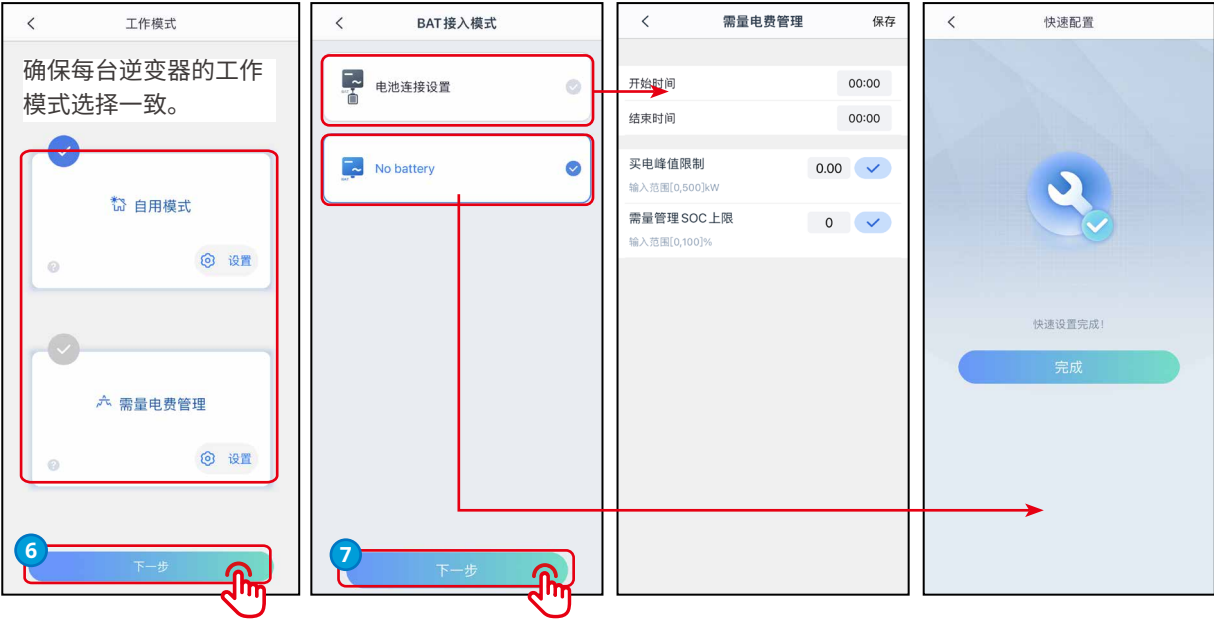 工作模式
确保每台逆变器的工作
模式选择一致。
自用模式
设置
需量电费管理
设置
6
下一步
BAT接入模式
电池连接设置
No battery
7
下一步
需量电费管理
保存
开始时间
00:00
结束时间
00:00
买电峰值限制
0.00
输入范围[0,500]kW
需量管理SOC上限
0
输入范围[0,100]%
快速配置
快速设置完成!
完成